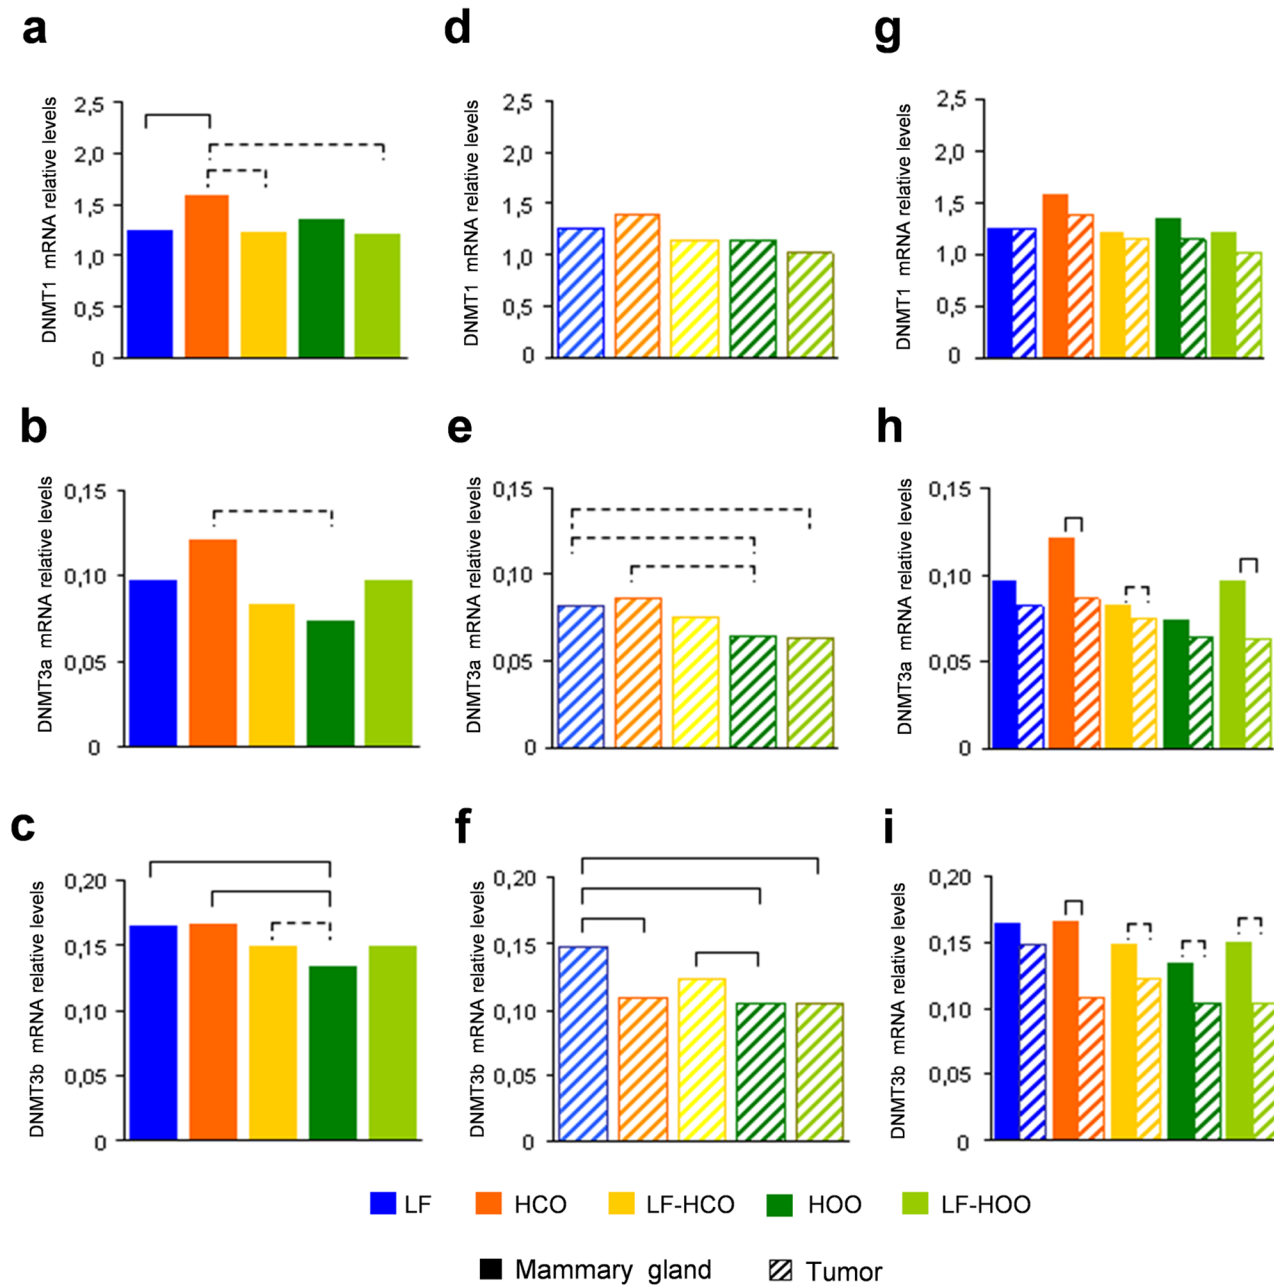 a
DNMT1 mRNA relative levels
2,5
2,0
1,5
1,0
0,5
0
d
DNMT1 mRNA relative levels
2,5
2,0
1,5
1,0
0,5
0
g
DNMT1 mRNA relative levels
2,5
2,0
1,5
1,0
0,5
0
b
DNMT3a mRNA relative levels
0,15
0,10
0,05
0
e
DNMT3a mRNA relative levels
0,15
0,10
0,05
0
h
DNMT3a mRNA relative levels
0,15
0,10
0,05
0
c
DNMT3b mRNA relative levels
0,20
0,15
0,10
0,05
0
f
DNMT3b mRNA relative levels
0,20
0,15
0,10
0,05
0
i
DNMT3b mRNA relative levels
0,20
0,15
0,10
0,05
0
LF HCO LF-HCO HOO LF-HOO
Mammary gland Tumor